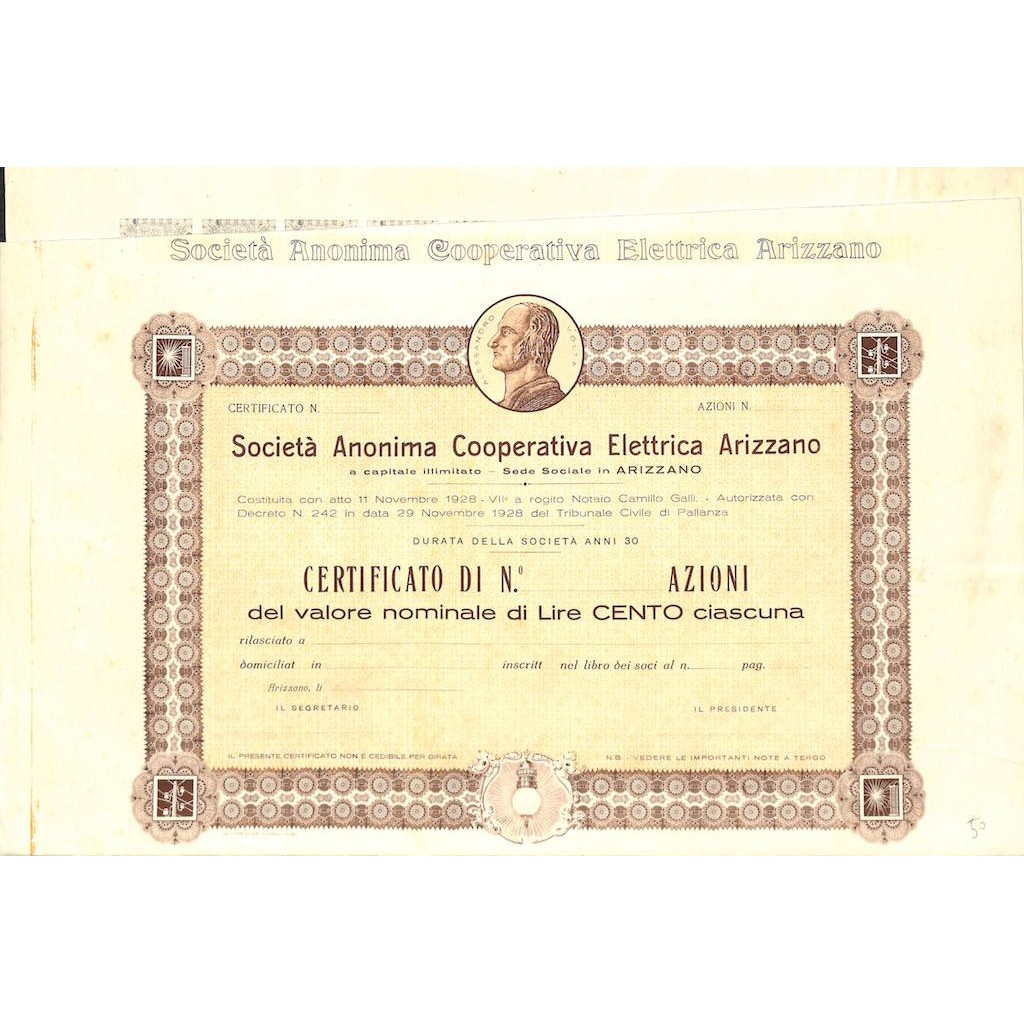 Società Anonima Cooperativa Elettrica Arizzano
ALESSANDRO VOLTA
CERTIFICATO N.
AZIONI N.
Società Anonima Cooperativa Elettrica Arizzano
a capitale illimitato – Sede Sociale in ARIZZANO
Costituita con atto 11 Novembre 1928 - VIIº a rogito Notaio Camillo Galli. - Autorizzata con
Decreto N. 242 in data 29 Novembre 1928 del Tribunale Civile di Pallanza
DURATA DELLA SOCIETÀ ANNI 30
CERTIFICATO DI N.º AZIONI
del valore nominale di Lire CENTO ciascuna
rilasciato a
domiciliat in inscritt nel libro dei soci al n. pag.
Arizzano, lì
IL SEGRETARIO
IL PRESIDENTE
IL PRESENTE CERTIFICATO NON È CEDIBILE PER GIRATA
N.B. - VEDERE LE IMPORTANTI NOTE A TERGO
50